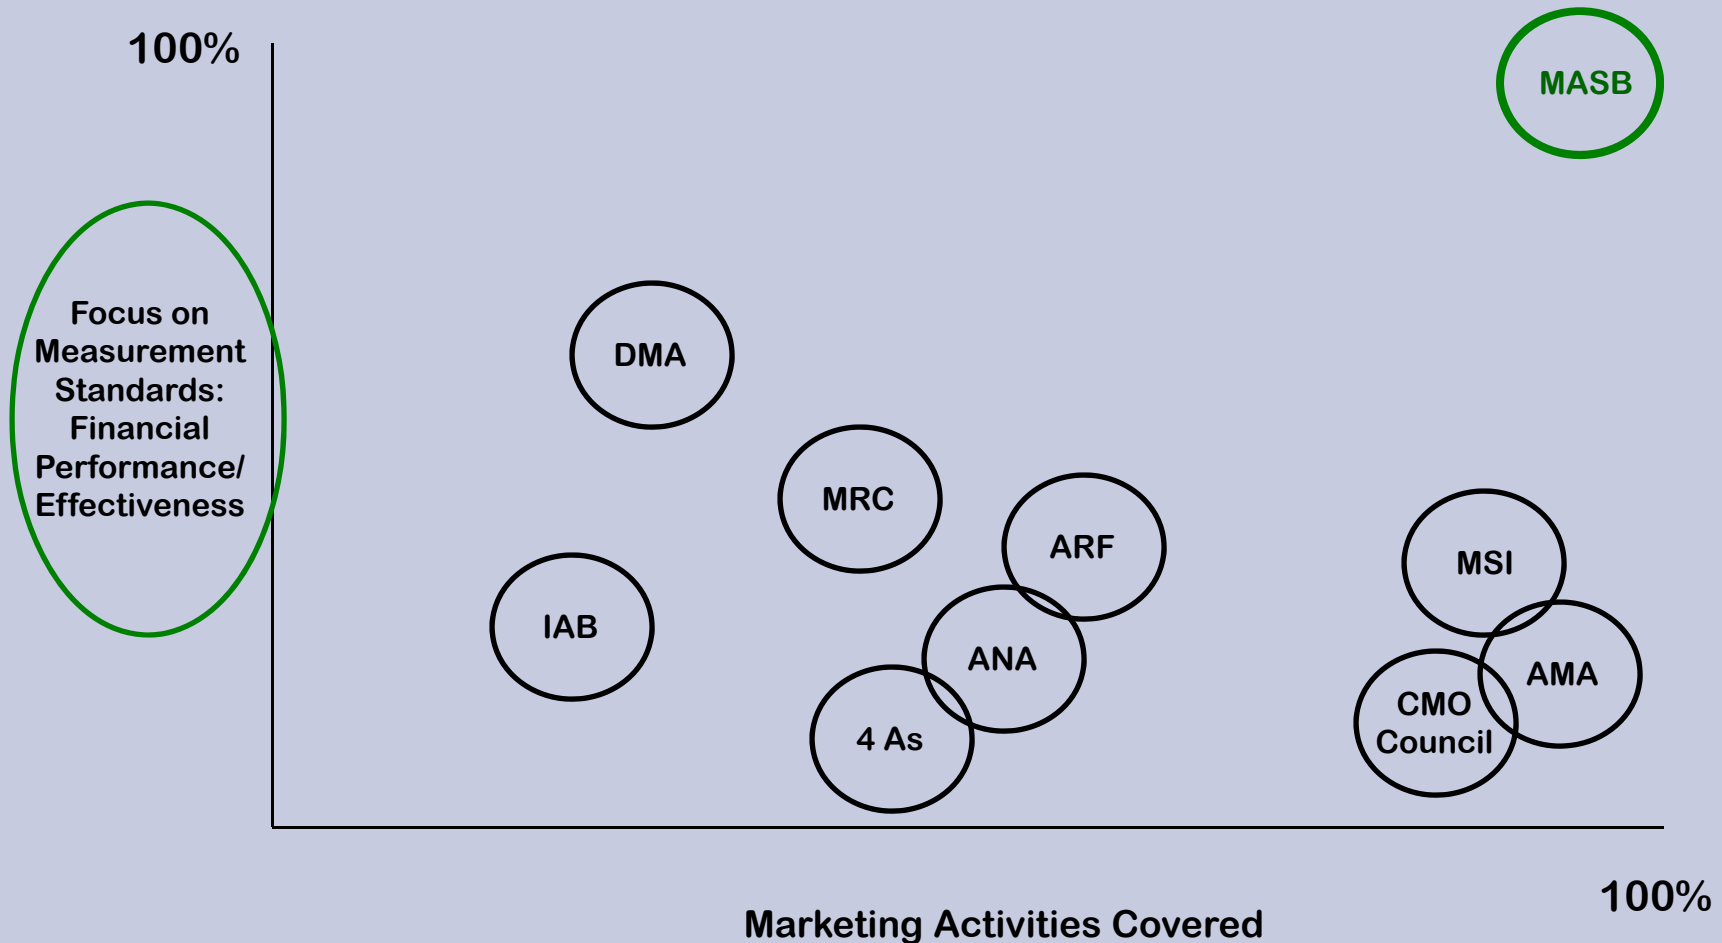 100%
MASB
Focus on
Measurement
Standards:
Financial
Performance/
Effectiveness
DMA
MRC
ARF
MSI
IAB
ANA
AMA
4 As
CMO
Council
100%
Marketing Activities Covered